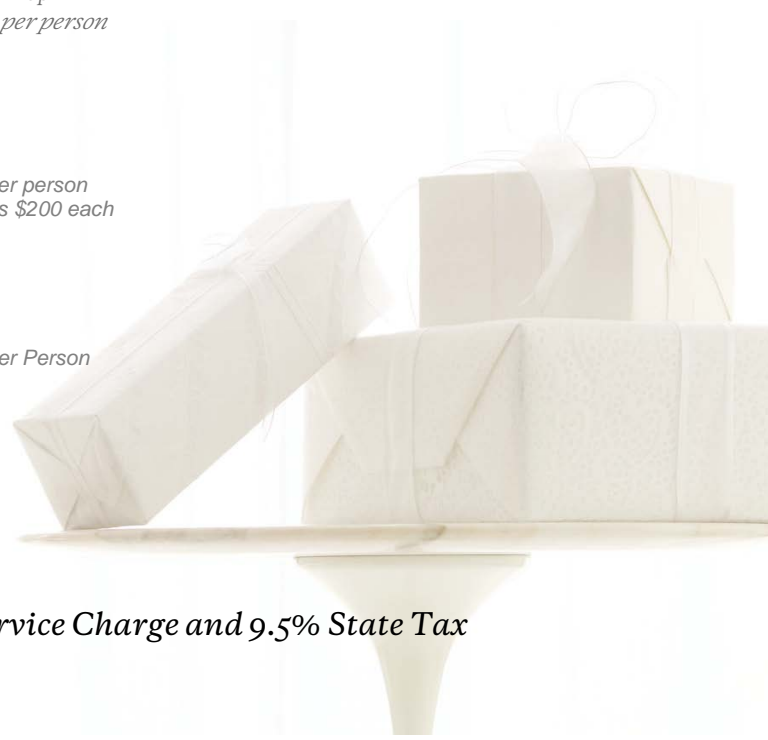 per person
er person
s $200 each
er Person
rvice Charge and 9.5% State Tax